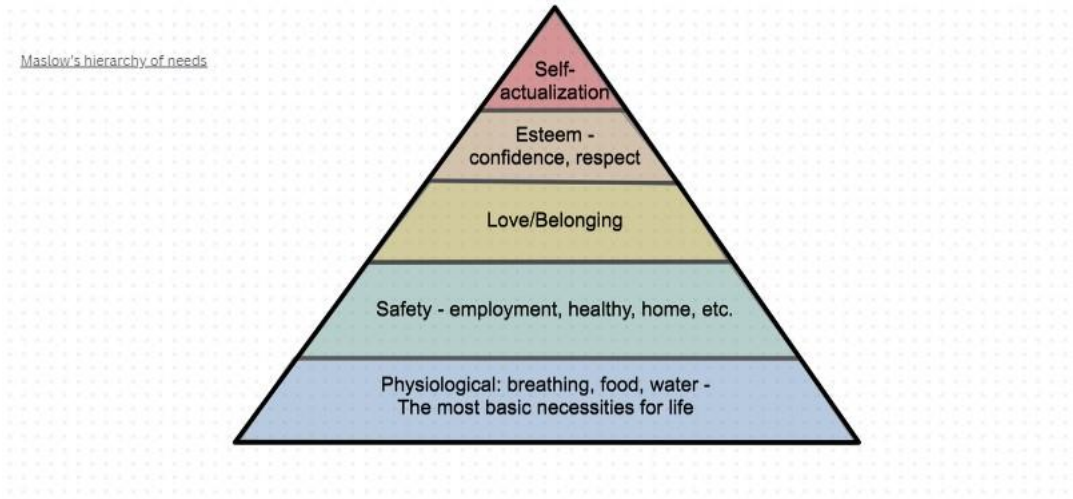 Maslow's hierarchy of needs
Self-
actualization
Esteem -
confidence, respect
Love/Belonging
Safety - employment, healthy, home, etc.
Physiological: breathing, food, water -
The most basic necessities for life